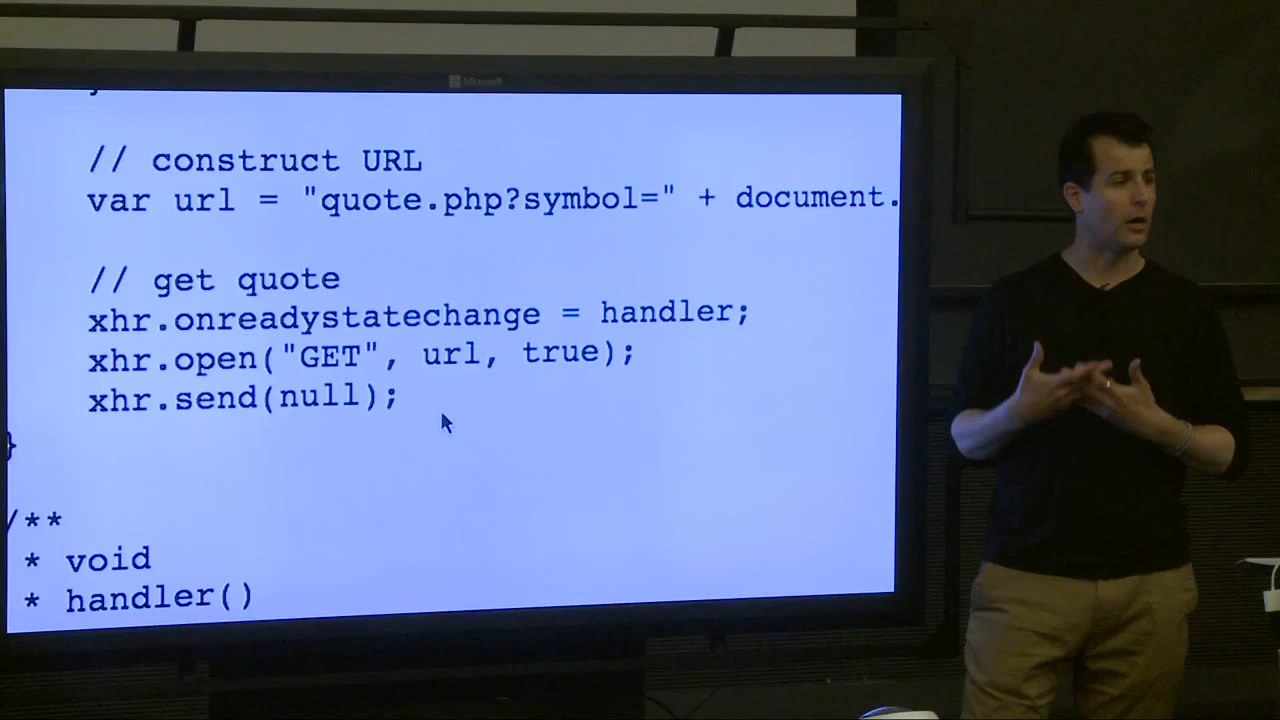 Microsoft
}
// construct URL
var url = "quote.php?symbol=" + document.
// get quote
xhr.onreadystatechange = handler;
xhr.open("GET", url, true);
xhr.send(null);
}
/**
* void
* handler()